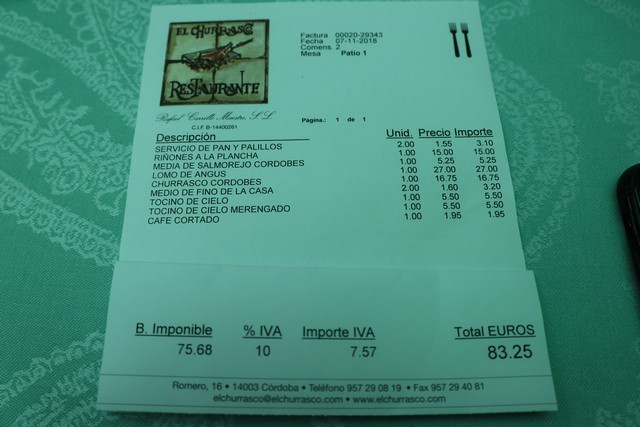 EL CHURRASCO
RESTAURANTE
Factura 00020-29343
Fecha 07-11-2018
Comens 2
Mesa Patio 1
Rafael Carrillo Maestre, S.L.
C.I.F. B-14400261
Página.: 1 de 1
Descripción Unid. Precio Importe
SERVICIO DE PAN Y PALILLOS 2.00 1.55 3.10
RIÑONES A LA PLANCHA 1.00 15.00 15.00
MEDIA DE SALMOREJO CORDOBES 1.00 5.25 5.25
LOMO DE ANGUS 1.00 27.00 27.00
CHURRASCO CORDOBES 1.00 16.75 16.75
MEDIO DE FINO DE LA CASA 2.00 1.60 3.20
TOCINO DE CIELO 1.00 5.50 5.50
TOCINO DE CIELO MERENGADO 1.00 5.50 5.50
CAFE CORTADO 1.00 1.95 1.95
B. Imponible % IVA Importe IVA Total EUROS
75.68 10 7.57 83.25
Romero, 16 • 14003 Córdoba • Teléfono 957 29 08 19 • Fax 957 29 40 81
elchurrasco@elchurrasco.com • www.elchurrasco.com